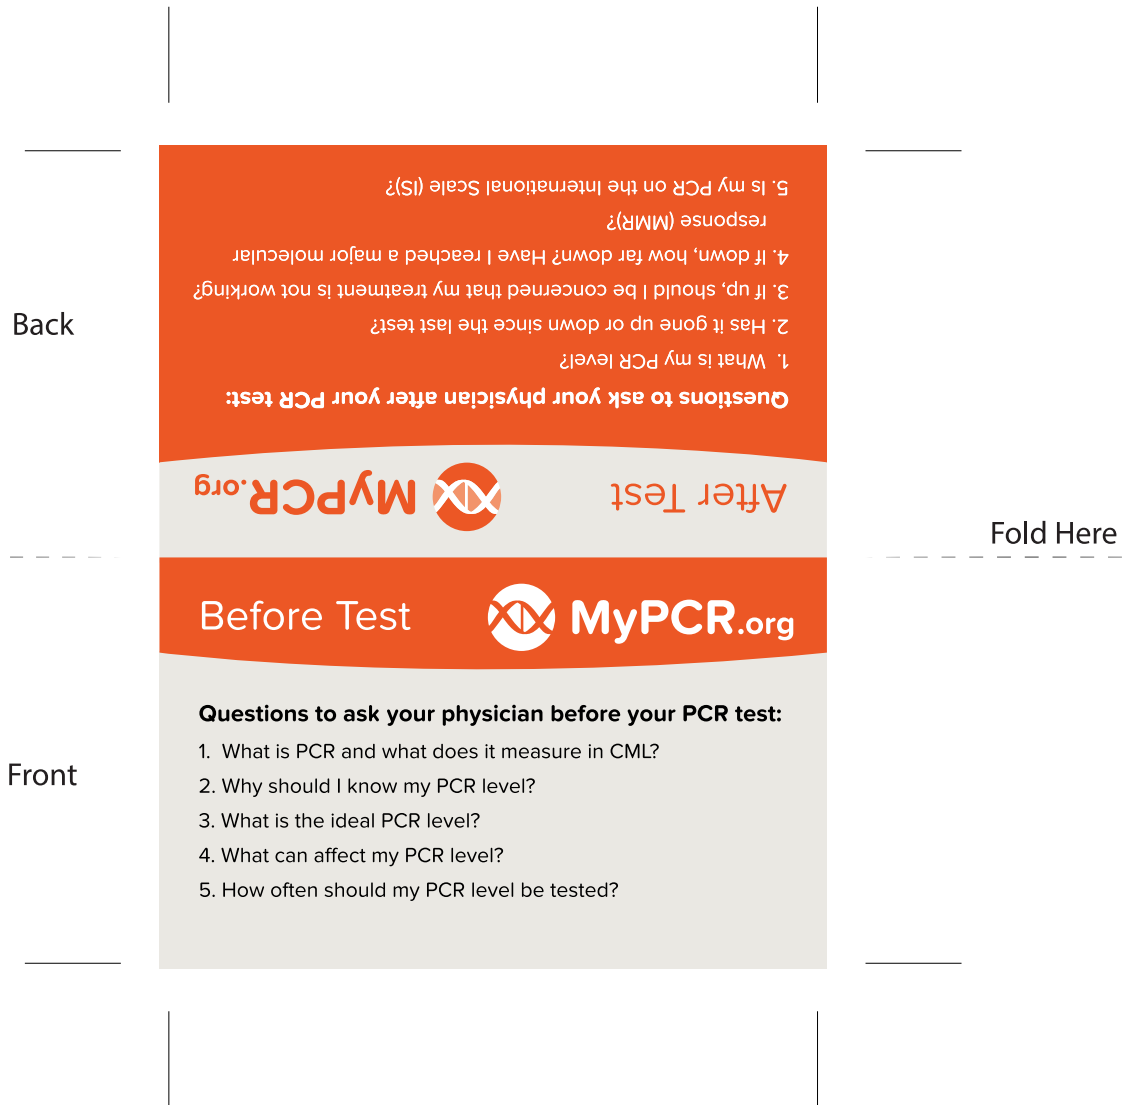 5. Is my PCR on the International Scale (IS)?
response (MMR)?
4. If down, how far down? Have I reached a major molecular
3. If up, should I be concerned that my treatment is not working?
Back
2. Has it gone up or down since the last test?
1. What is my PCR level?
Questions to ask your physician after your PCR test:
After Test
MyPCR.org
Fold Here
Before Test
MyPCR.org
Questions to ask your physician before your PCR test:
1. What is PCR and what does it measure in CML?
Front
2. Why should I know my PCR level?
3. What is the ideal PCR level?
4. What can affect my PCR level?
5. How often should my PCR level be tested?